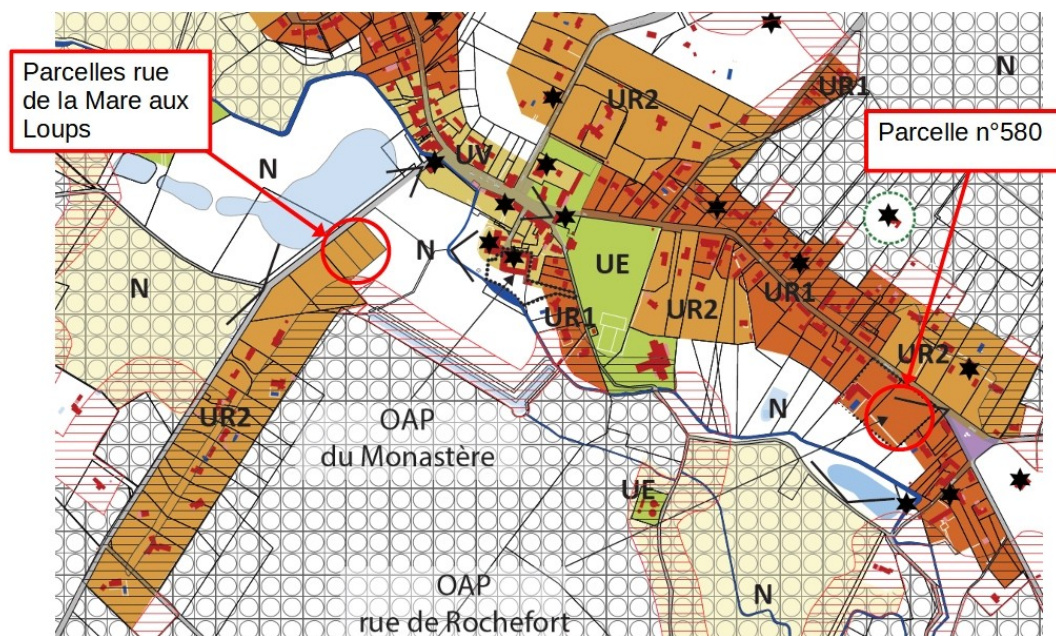 Parcelles rue
de la Mare aux
Loups
Parcelle n°580
N
UR1
UR2
UV
N
N
N
UE
UR2
UR1
UR1
UR2
UR2
N
OAP
du Monastère
UE
N
OAP
rue de Rochefort